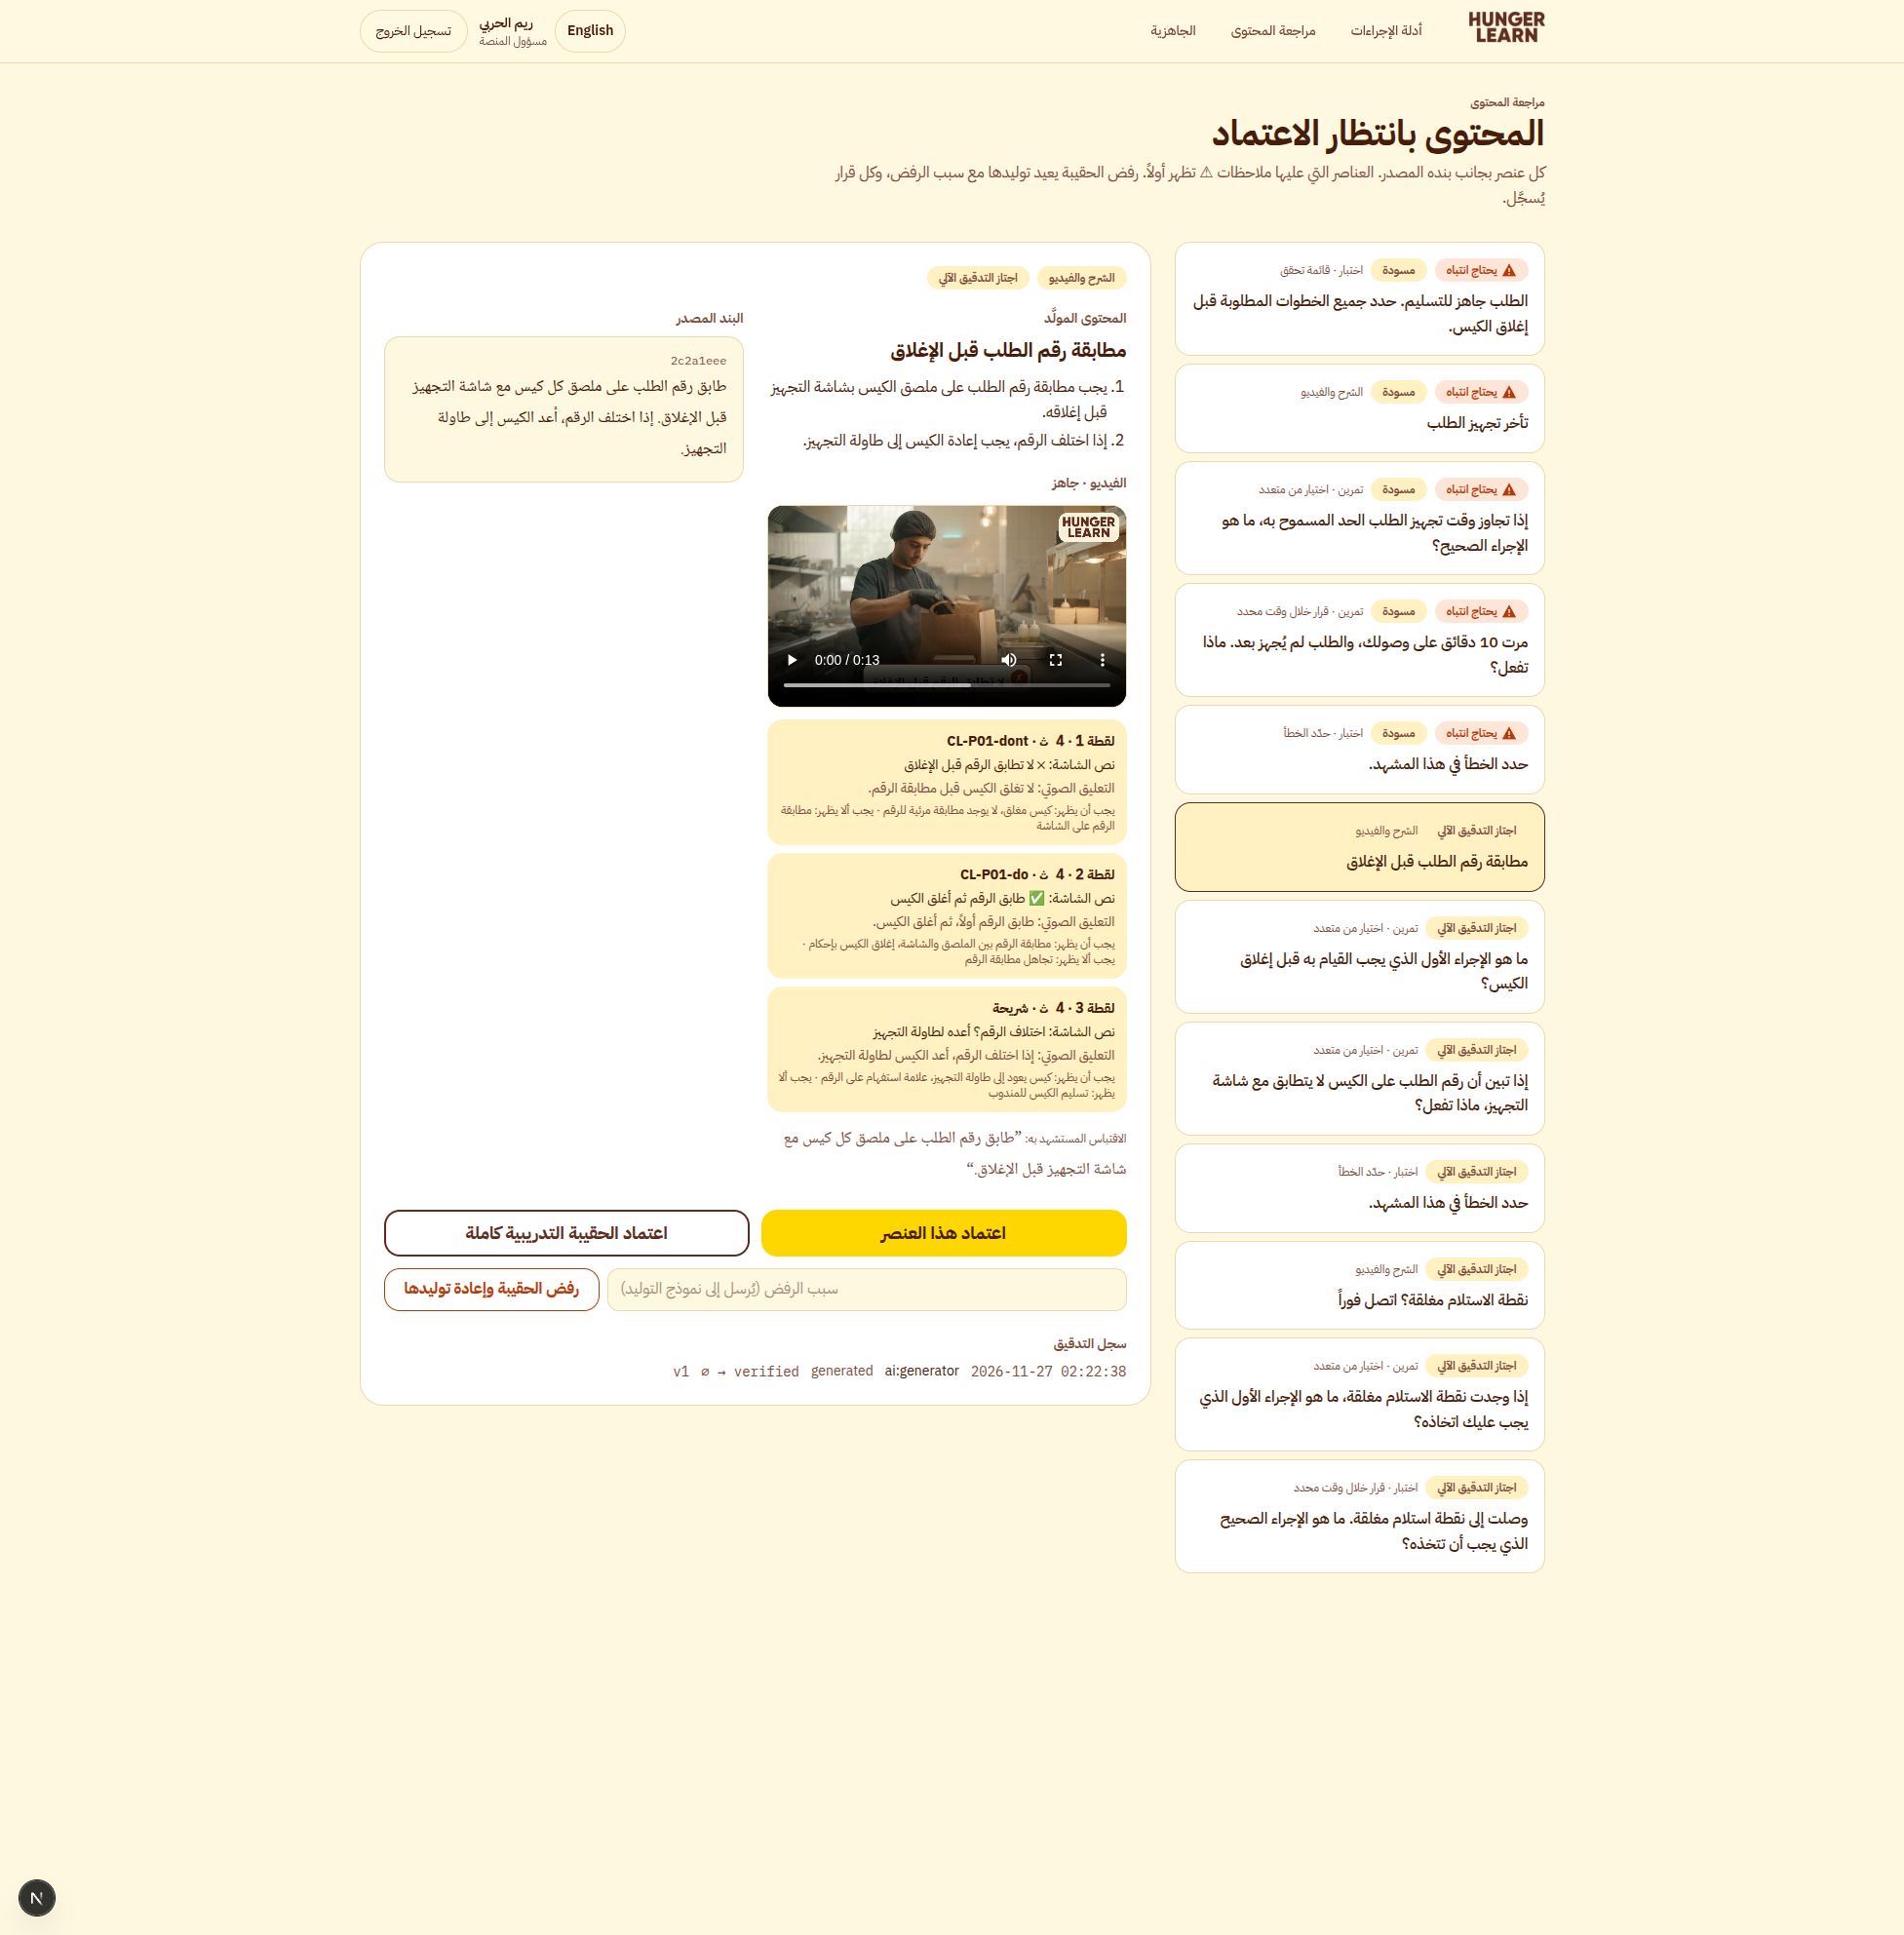 HUNGER
LEARN
أدلة الإجراءات
مراجعة المحتوى
الجاهزية
English
ريم الحربي
مسؤول المنصة
تسجيل الخروج
مراجعة المحتوى
المحتوى بانتظار الاعتماد
كل عنصر بجانب بنده المصدر. العناصر التي عليها ملاحظات ⚠ تظهر أولاً. رفض الحقيبة يعيد توليدها مع سبب الرفض، وكل قرار
يُسجَّل.
يحتاج انتباه مسودة اختبار · قائمة تحقق
الطلب جاهز للتسليم. حدد جميع الخطوات المطلوبة قبل
إغلاق الكيس.
يحتاج انتباه مسودة الشرح والفيديو
تأخر تجهيز الطلب
يحتاج انتباه مسودة تمرين · اختيار من متعدد
إذا تجاوز وقت تجهيز الطلب الحد المسموح به، ما هو
الإجراء الصحيح؟
يحتاج انتباه مسودة تمرين · قرار خلال وقت محدد
مرت 10 دقائق على وصولك، والطلب لم يُجهز بعد. ماذا
تفعل؟
يحتاج انتباه مسودة اختبار · حدّد الخطأ
حدد الخطأ في هذا المشهد.
اجتاز التدقيق الآلي الشرح والفيديو
مطابقة رقم الطلب قبل الإغلاق
اجتاز التدقيق الآلي تمرين · اختيار من متعدد
ما هو الإجراء الأول الذي يجب القيام به قبل إغلاق
الكيس؟
اجتاز التدقيق الآلي تمرين · اختيار من متعدد
إذا تبين أن رقم الطلب على الكيس لا يتطابق مع شاشة
التجهيز، ماذا تفعل؟
اجتاز التدقيق الآلي اختبار · حدّد الخطأ
حدد الخطأ في هذا المشهد.
اجتاز التدقيق الآلي الشرح والفيديو
نقطة الاستلام مغلقة؟ اتصل فوراً
اجتاز التدقيق الآلي تمرين · اختيار من متعدد
إذا وجدت نقطة الاستلام مغلقة، ما هو الإجراء الأول الذي
يجب عليك اتخاذه؟
اجتاز التدقيق الآلي اختبار · قرار خلال وقت محدد
وصلت إلى نقطة استلام مغلقة. ما هو الإجراء الصحيح
الذي يجب أن تتخذه؟
الشرح والفيديو اجتاز التدقيق الآلي
المحتوى المولَّد
مطابقة رقم الطلب قبل الإغلاق
1. يجب مطابقة رقم الطلب على ملصق الكيس بشاشة التجهيز
قبل إغلاقه.
2. إذا اختلف الرقم، يجب إعادة الكيس إلى طاولة التجهيز.
الفيديو · جاهز
HUNGER
LEARN
0:00 / 0:13
لا تطابق الرقم قبل الإغلاق
لقطة 1 · 4 ث · CL-P01-dont
نص الشاشة: × لا تطابق الرقم قبل الإغلاق
التعليق الصوتي: لا تغلق الكيس قبل مطابقة الرقم.
يجب أن يظهر: كيس مغلق، لا يوجد مطابقة مرئية للرقم · يجب ألا يظهر: مطابقة
الرقم على الشاشة
لقطة 2 · 4 ث · CL-P01-do
نص الشاشة: ✅ طابق الرقم ثم أغلق الكيس
التعليق الصوتي: طابق الرقم أولاً، ثم أغلق الكيس.
يجب أن يظهر: مطابقة الرقم بين الملصق والشاشة، إغلاق الكيس بإحكام ·
يجب ألا يظهر: تجاهل مطابقة الرقم
لقطة 3 · 4 ث · شريحة
نص الشاشة: اختلاف الرقم؟ أعده لطاولة التجهيز
التعليق الصوتي: إذا اختلف الرقم، أعد الكيس لطاولة التجهيز.
يجب أن يظهر: كيس يعود إلى طاولة التجهيز، علامة استفهام على الرقم · يجب ألا
يظهر: تسليم الكيس للمندوب
الاقتباس المستشهد به: ”طابق رقم الطلب على ملصق كل كيس مع
شاشة التجهيز قبل الإغلاق.“
البند المصدر
2c2a1eee
طابق رقم الطلب على ملصق كل كيس مع شاشة التجهيز
قبل الإغلاق. إذا اختلف الرقم، أعد الكيس إلى طاولة
التجهيز.
اعتماد هذا العنصر
اعتماد الحقيبة التدريبية كاملة
سبب الرفض (يُرسل إلى نموذج التوليد)
رفض الحقيبة وإعادة توليدها
سجل التدقيق
2026-11-27 02:22:38 ai:generator generated ∅ → verified v1
N